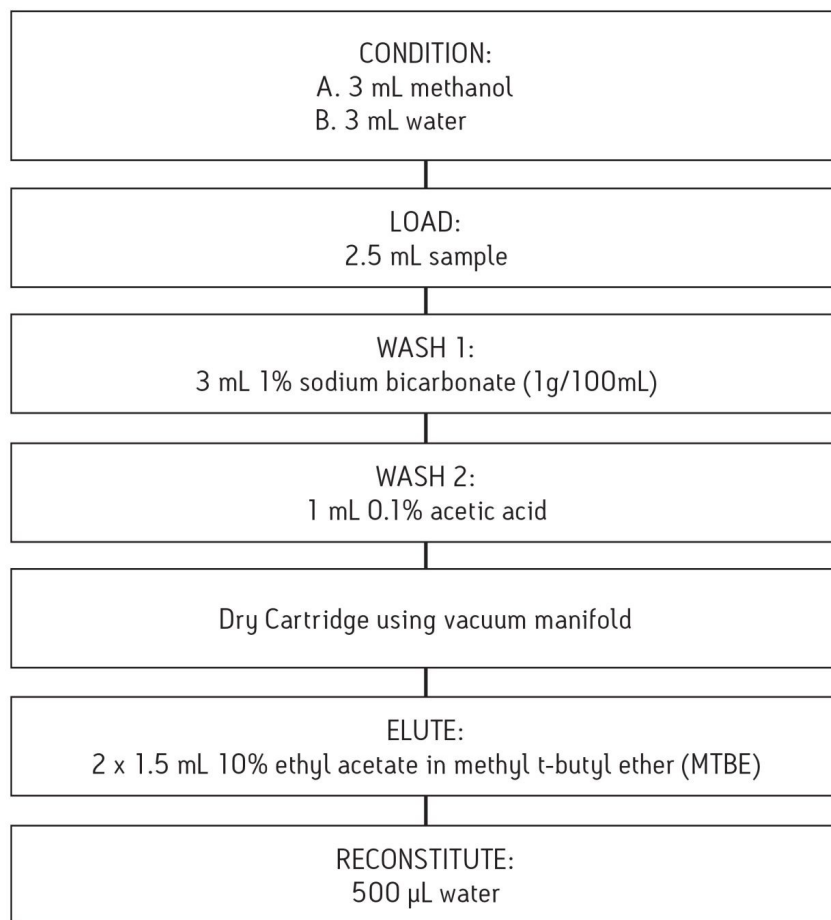 CONDITION:
A. 3 mL methanol
B. 3 mL water
LOAD:
2.5 mL sample
WASH 1:
3 mL 1% sodium bicarbonate (1g/100mL)
WASH 2:
1 mL 0.1% acetic acid
Dry Cartridge using vacuum manifold
ELUTE:
2 x 1.5 mL 10% ethyl acetate in methyl t-butyl ether (MTBE)
RECONSTITUTE:
500 µL water